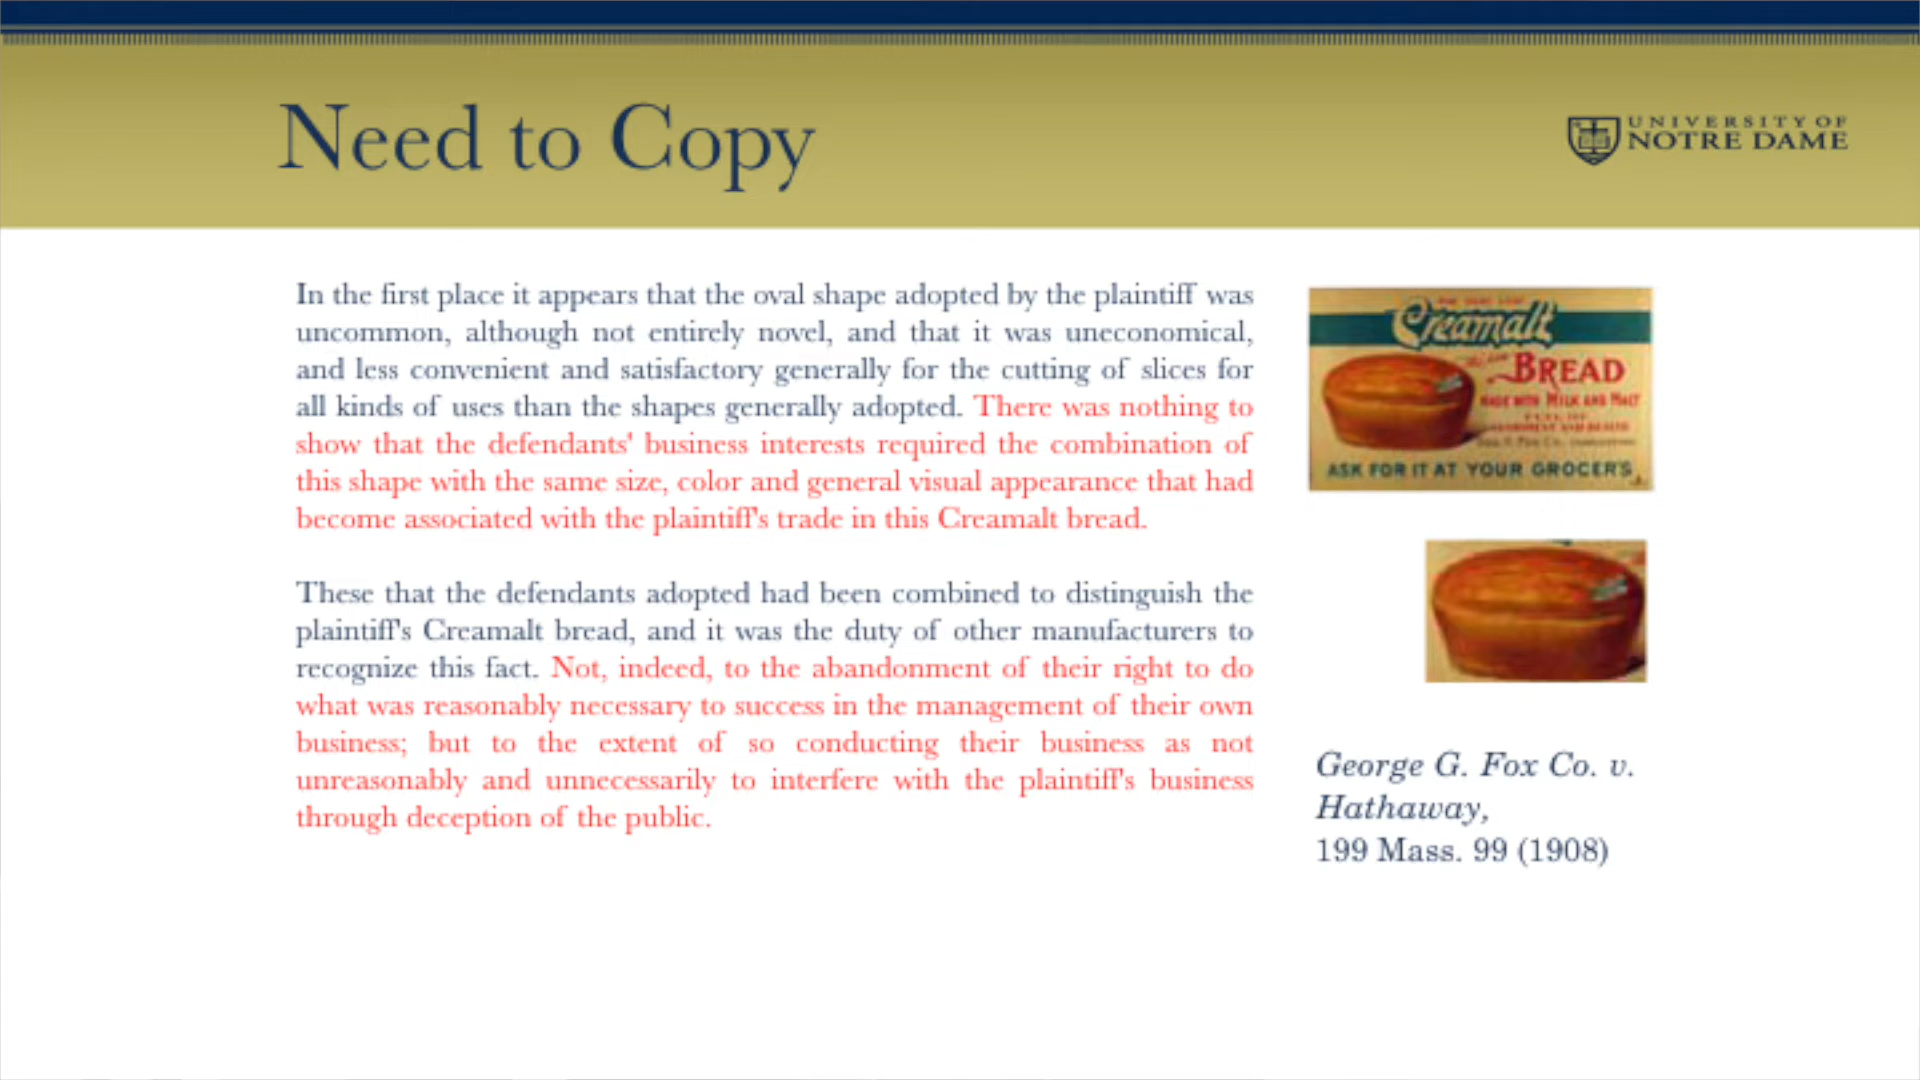 Need to Copy
UNIVERSITY OF
NOTRE DAME
In the first place it appears that the oval shape adopted by the plaintiff was
uncommon, although not entirely novel, and that it was uneconomical,
and less convenient and satisfactory generally for the cutting of slices for
all kinds of uses than the shapes generally adopted. There was nothing to
show that the defendants' business interests required the combination of
this shape with the same size, color and general visual appearance that had
become associated with the plaintiff's trade in this Creamalt bread.
These that the defendants adopted had been combined to distinguish the
plaintiff's Creamalt bread, and it was the duty of other manufacturers to
recognize this fact. Not, indeed, to the abandonment of their right to do
what was reasonably necessary to success in the management of their own
business; but to the extent of so conducting their business as not
unreasonably and unnecessarily to interfere with the plaintiff's business
through deception of the public.
Creamalt
BREAD
MADE WITH MILK AND MALT
ASK FOR IT AT YOUR GROCER'S
George G. Fox Co. v.
Hathaway,
199 Mass. 99 (1908)